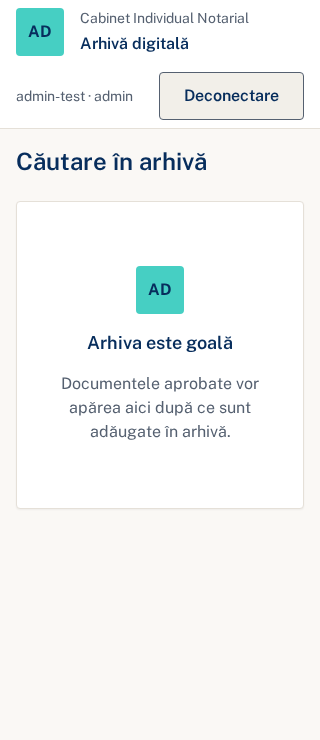 AD
Cabinet Individual Notarial
Arhivă digitală
admin-test · admin
Deconectare
Căutare în arhivă
AD
Arhiva este goală
Documentele aprobate vor
apărea aici după ce sunt
adăugate în arhivă.